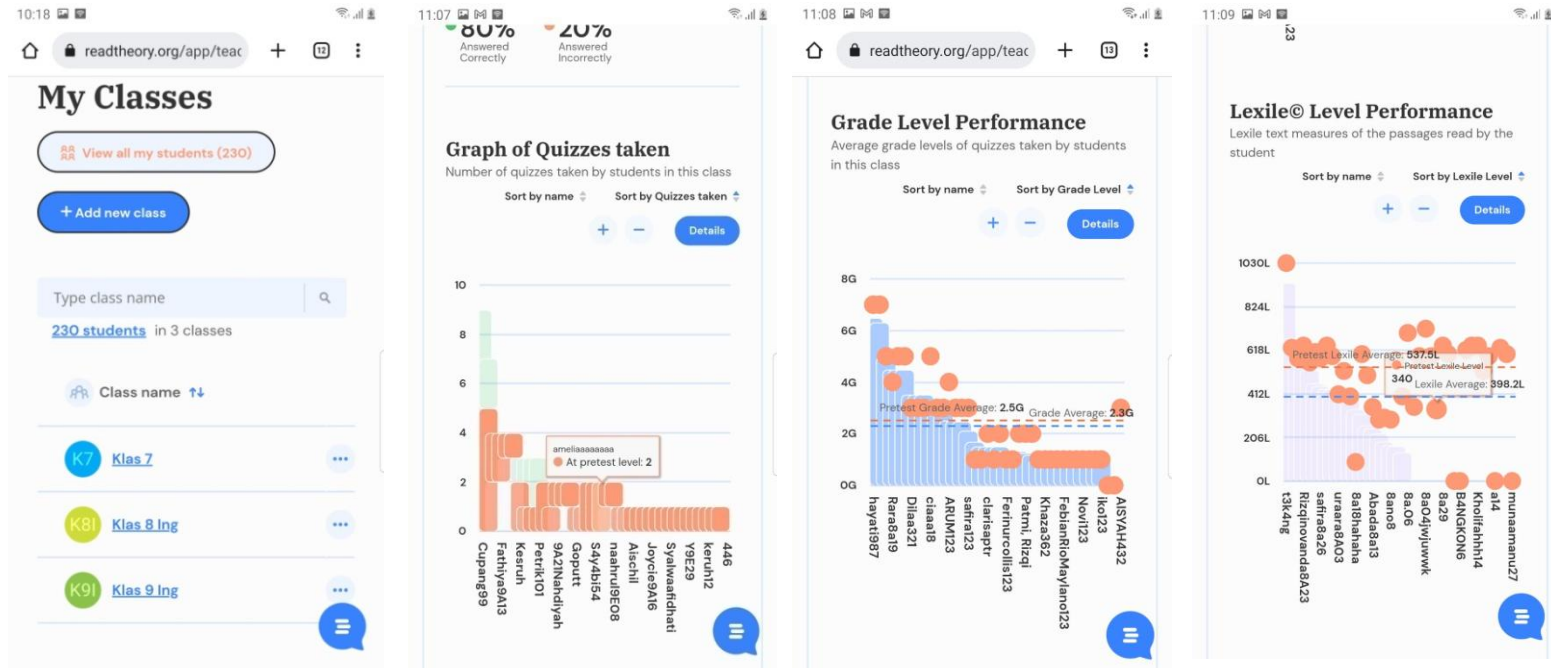 10:18
readtheory.org/app/teac
12
My Classes
View all my students (230)
+ Add new class
Type class name
230 students in 3 classes
Class name
K7 Klas 7
K8I Klas 8 Ing
K9I Klas 9 Ing
11:07
80% 20%
Answered Answered
Correctly Incorrectly
Graph of Quizzes taken
Number of quizzes taken by students in this class
Sort by name Sort by Quizzes taken
+ − Details
10
8
6
4
ameliaaaaaaaa
At pretest level: 2
2
0
Cupang99
Fathiya9A13
Kesruh
Petrik101
9A21Nahdiyah
Goputt
S4y4bi54
naahrul9E08
Aischil
Joycie9A16
Syalwaafidhati
Y9E29
keruh12
446
11:08
readtheory.org/app/teac
13
Grade Level Performance
Average grade levels of quizzes taken by students
in this class
Sort by name Sort by Grade Level
+ − Details
8G
6G
4G
Pretest Grade Average: 2.5G Grade Average: 2.3G
2G
0G
hayati987
Rara8a19
Dilaa321
ciaaa18
ARUM123
safira123
clarisaptr
Ferinurcollis123
Patmi, Rizqi
Khaza362
FebianRioMaylano123
Novi123
iko123
AISYAH432
11:09
23
Lexile© Level Performance
Lexile text measures of the passages read by the
student
Sort by name Sort by Lexile Level
+ − Details
1030L
824L
618L
Pretest Lexile Average: 537.5L
Pretest Lexile Level
340
Lexile Average: 398.2L
412L
206L
0L
t3k4ng
Rizqinovanda8A23
safira8a26
uraaar8A03
8a18hahaha
Abada8a13
8ano8
8a.06
8a04jwjuwwk
8a29
B4NGKON6
Kholifahhh14
a14
munaamanu27